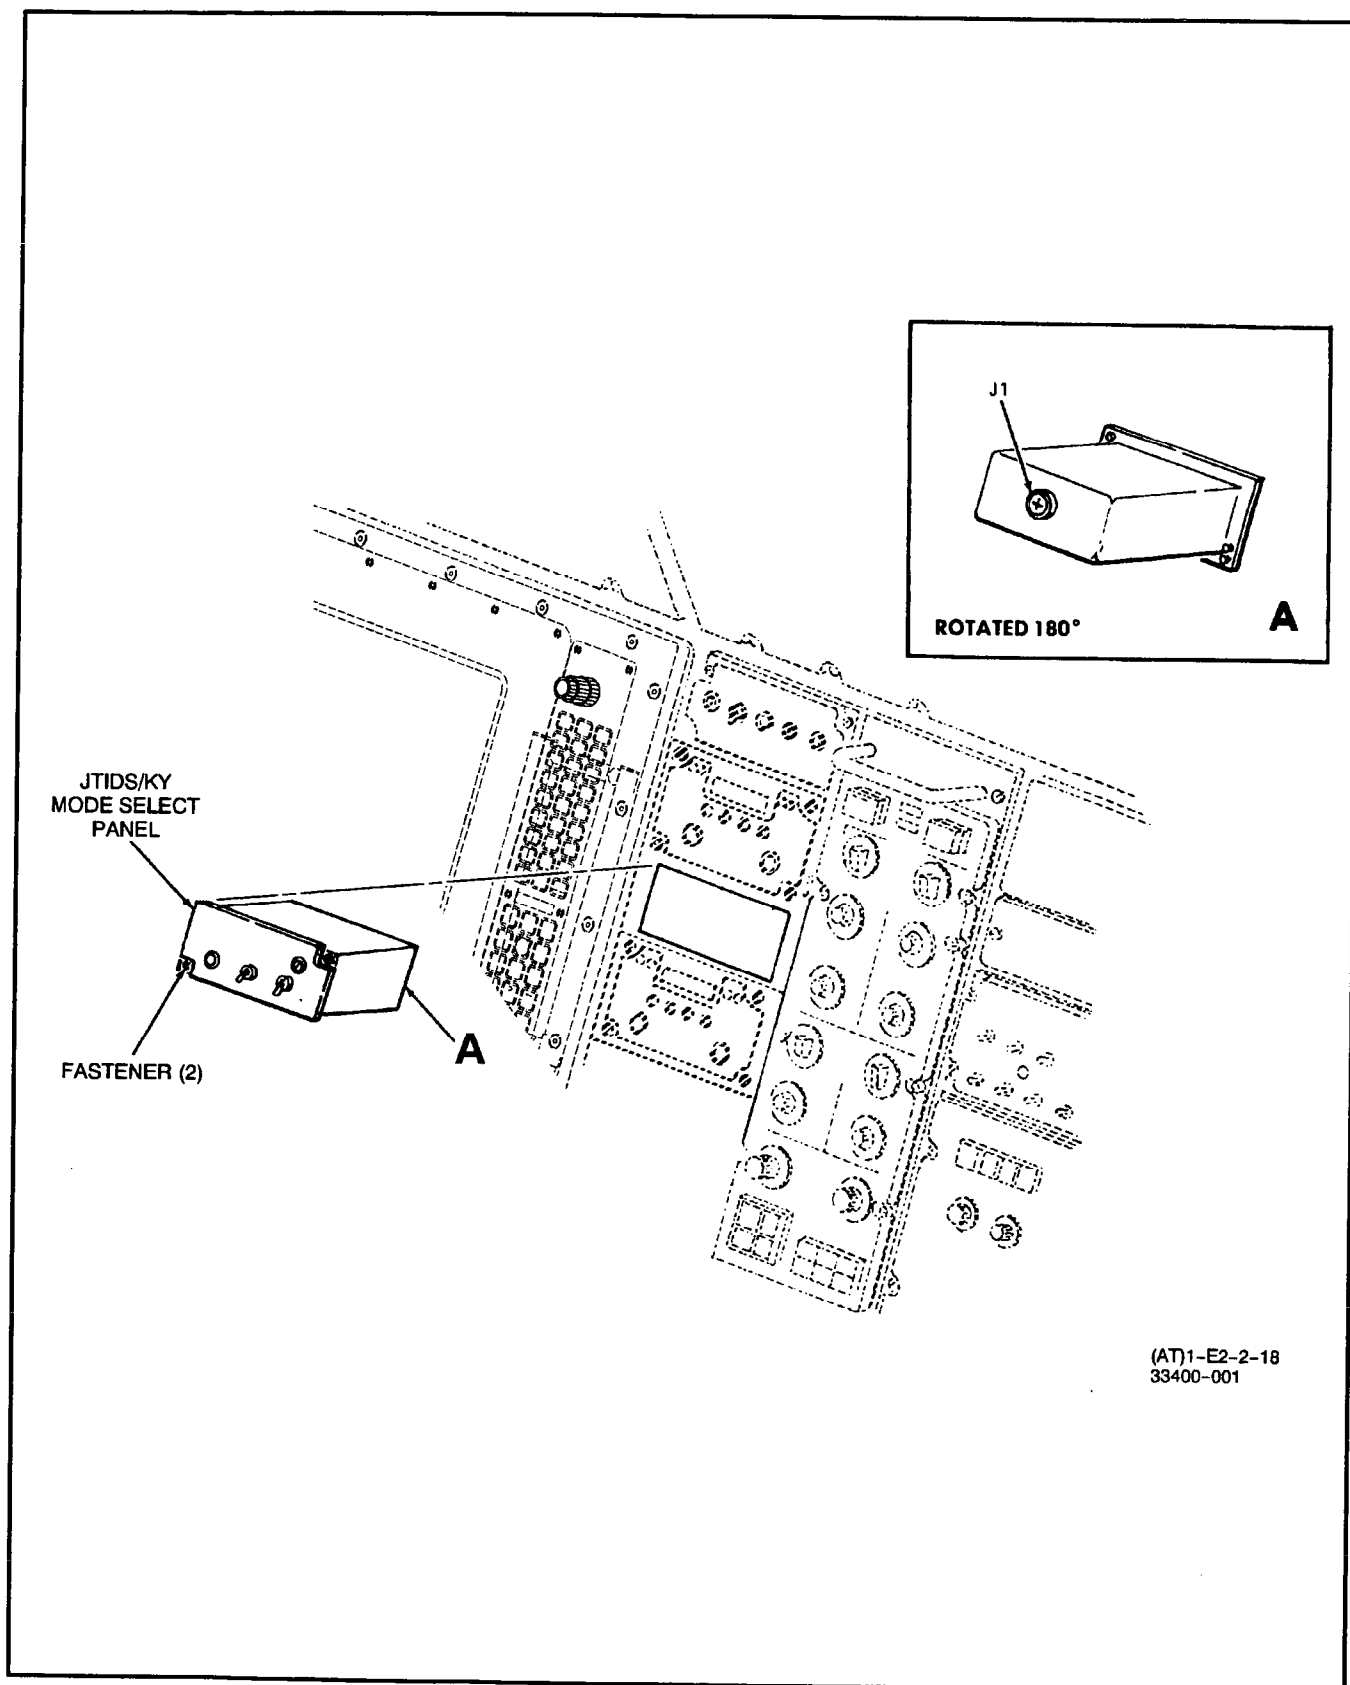 J1
ROTATED 180°
A
JTIDS/KY
MODE SELECT
PANEL
A
FASTENER (2)
(AT)1-E2-2-18
33400-001